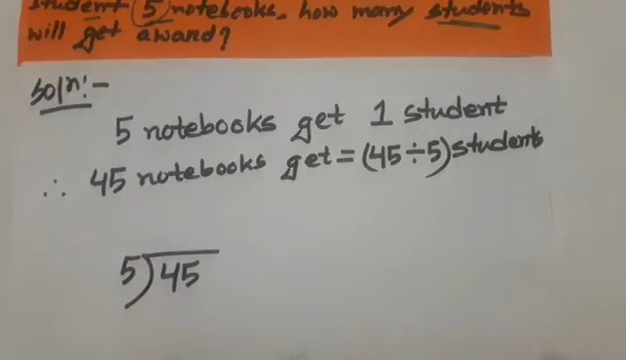 student 5 notebooks, how many students
will get award?
Soln:-
5 notebooks get 1 student
∴ 45 notebooks get = (45÷5) students
5)45